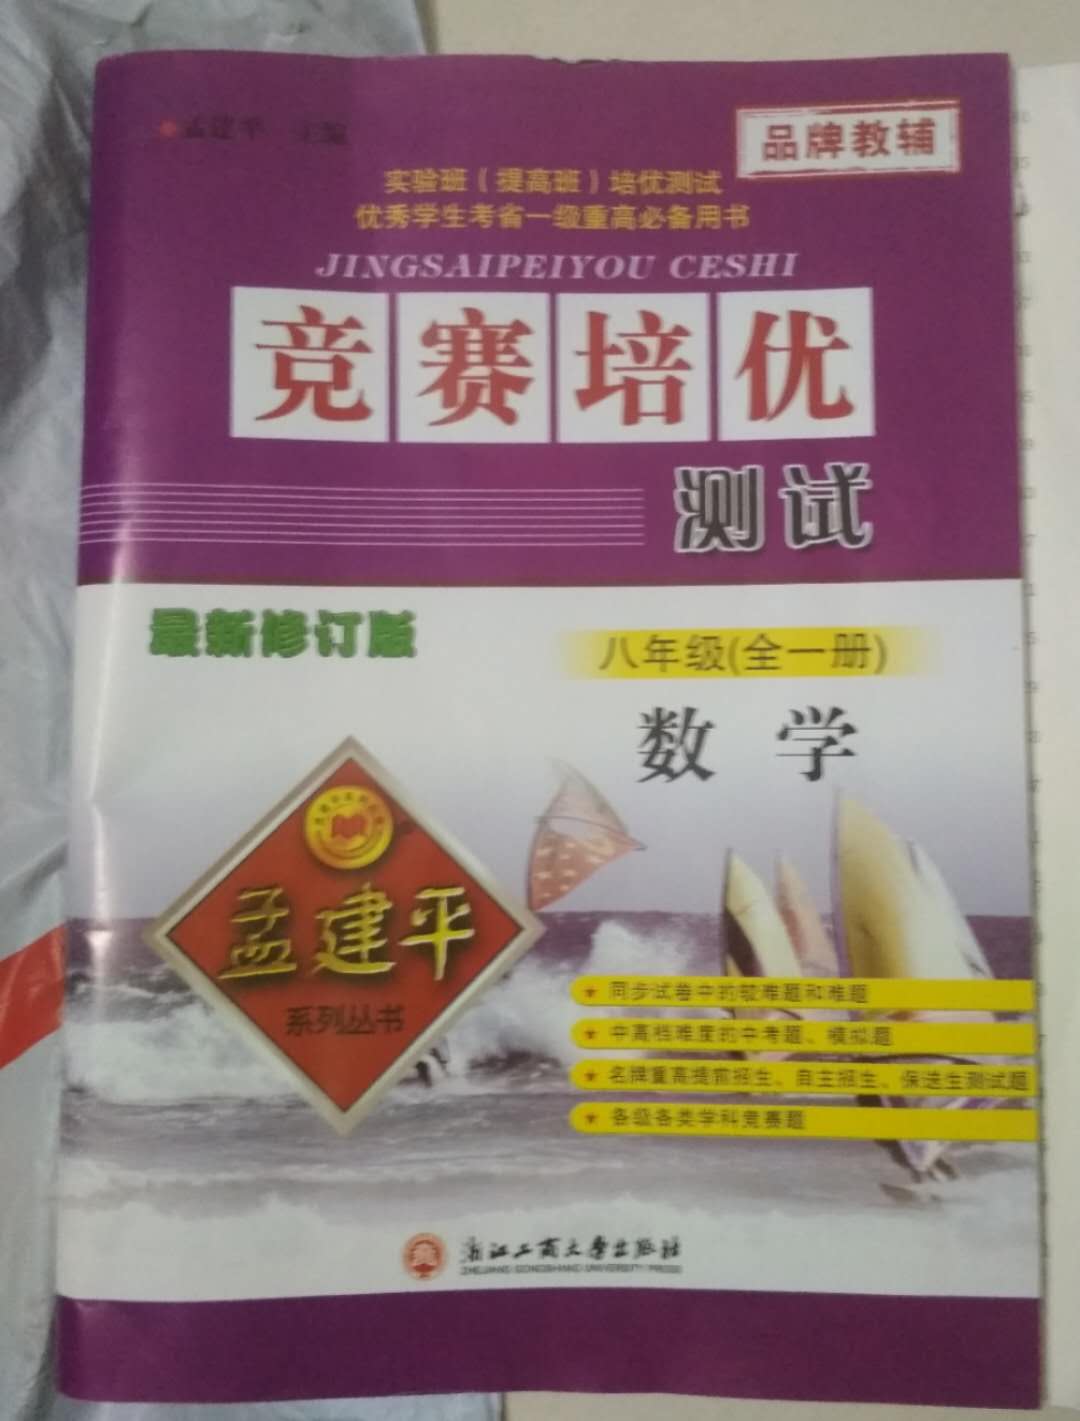 孟建平 主编
品牌教辅
实验班（提高班）培优测试
优秀学生考省一级重高必备用书
JINGSAIPEIYOU CESHI
竞赛培优
测试
最新修订版
八年级(全一册)
数学
孟建平
系列丛书
★ 同步试卷中的较难题和难题
★ 中高档难度的中考题、模拟题
★ 名牌重高提前招生、自主招生、保送生测试题
★ 各级各类学科竞赛题
浙江工商大学出版社
ZHEJIANG GONGSHANG UNIVERSITY PRESS